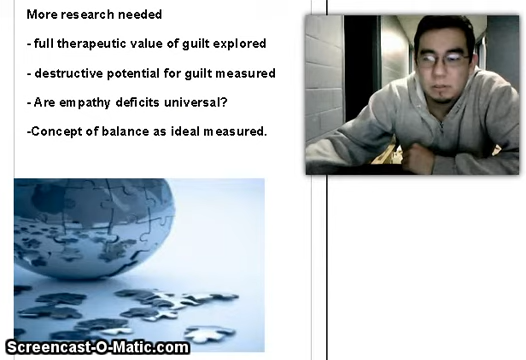 More research needed
- full therapeutic value of guilt explored
- destructive potential for guilt measured
- Are empathy deficits universal?
-Concept of balance as ideal measured.
Screencast-O-Matic.com